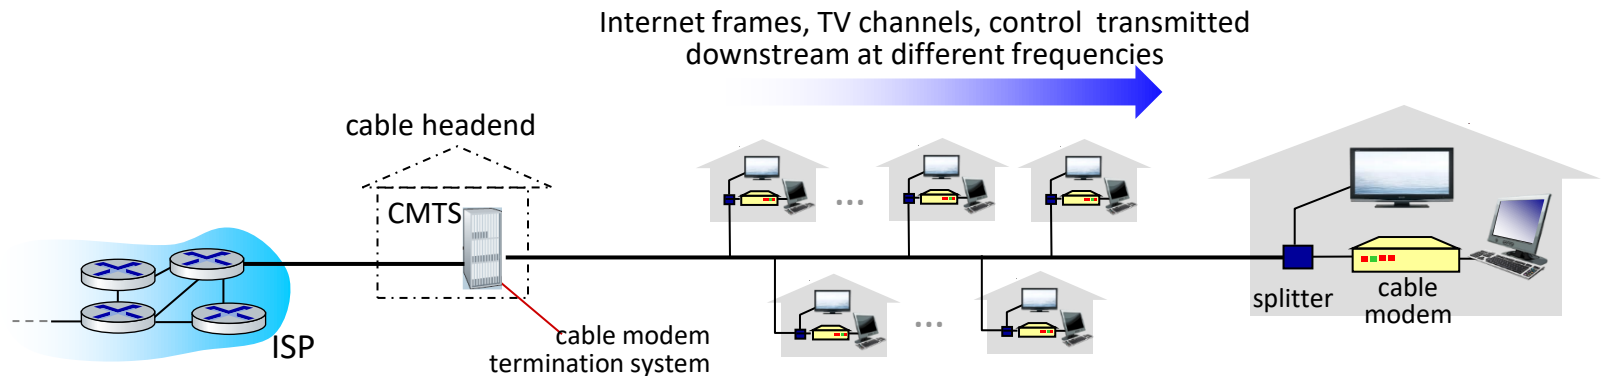 Internet frames, TV channels, control transmitted
downstream at different frequencies
cable headend
CMTS
...
...
ISP
cable modem
termination system
splitter
cable
modem